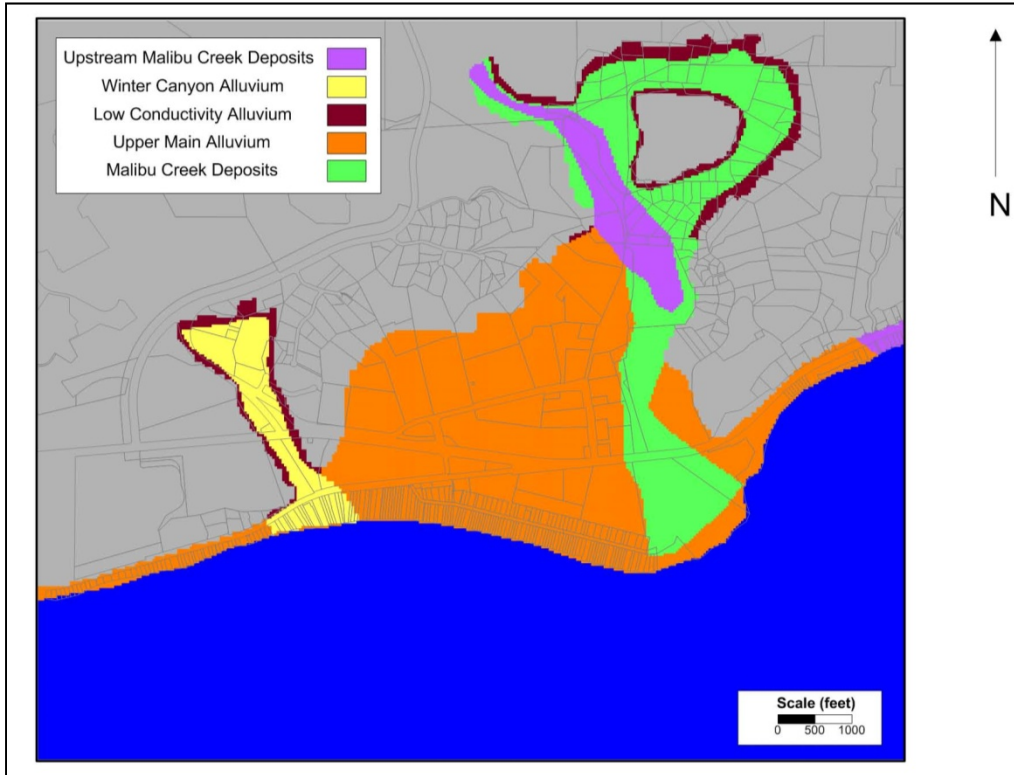 Upstream Malibu Creek Deposits
Winter Canyon Alluvium
Low Conductivity Alluvium
Upper Main Alluvium
Malibu Creek Deposits
N
Scale (feet)
0 500 1000